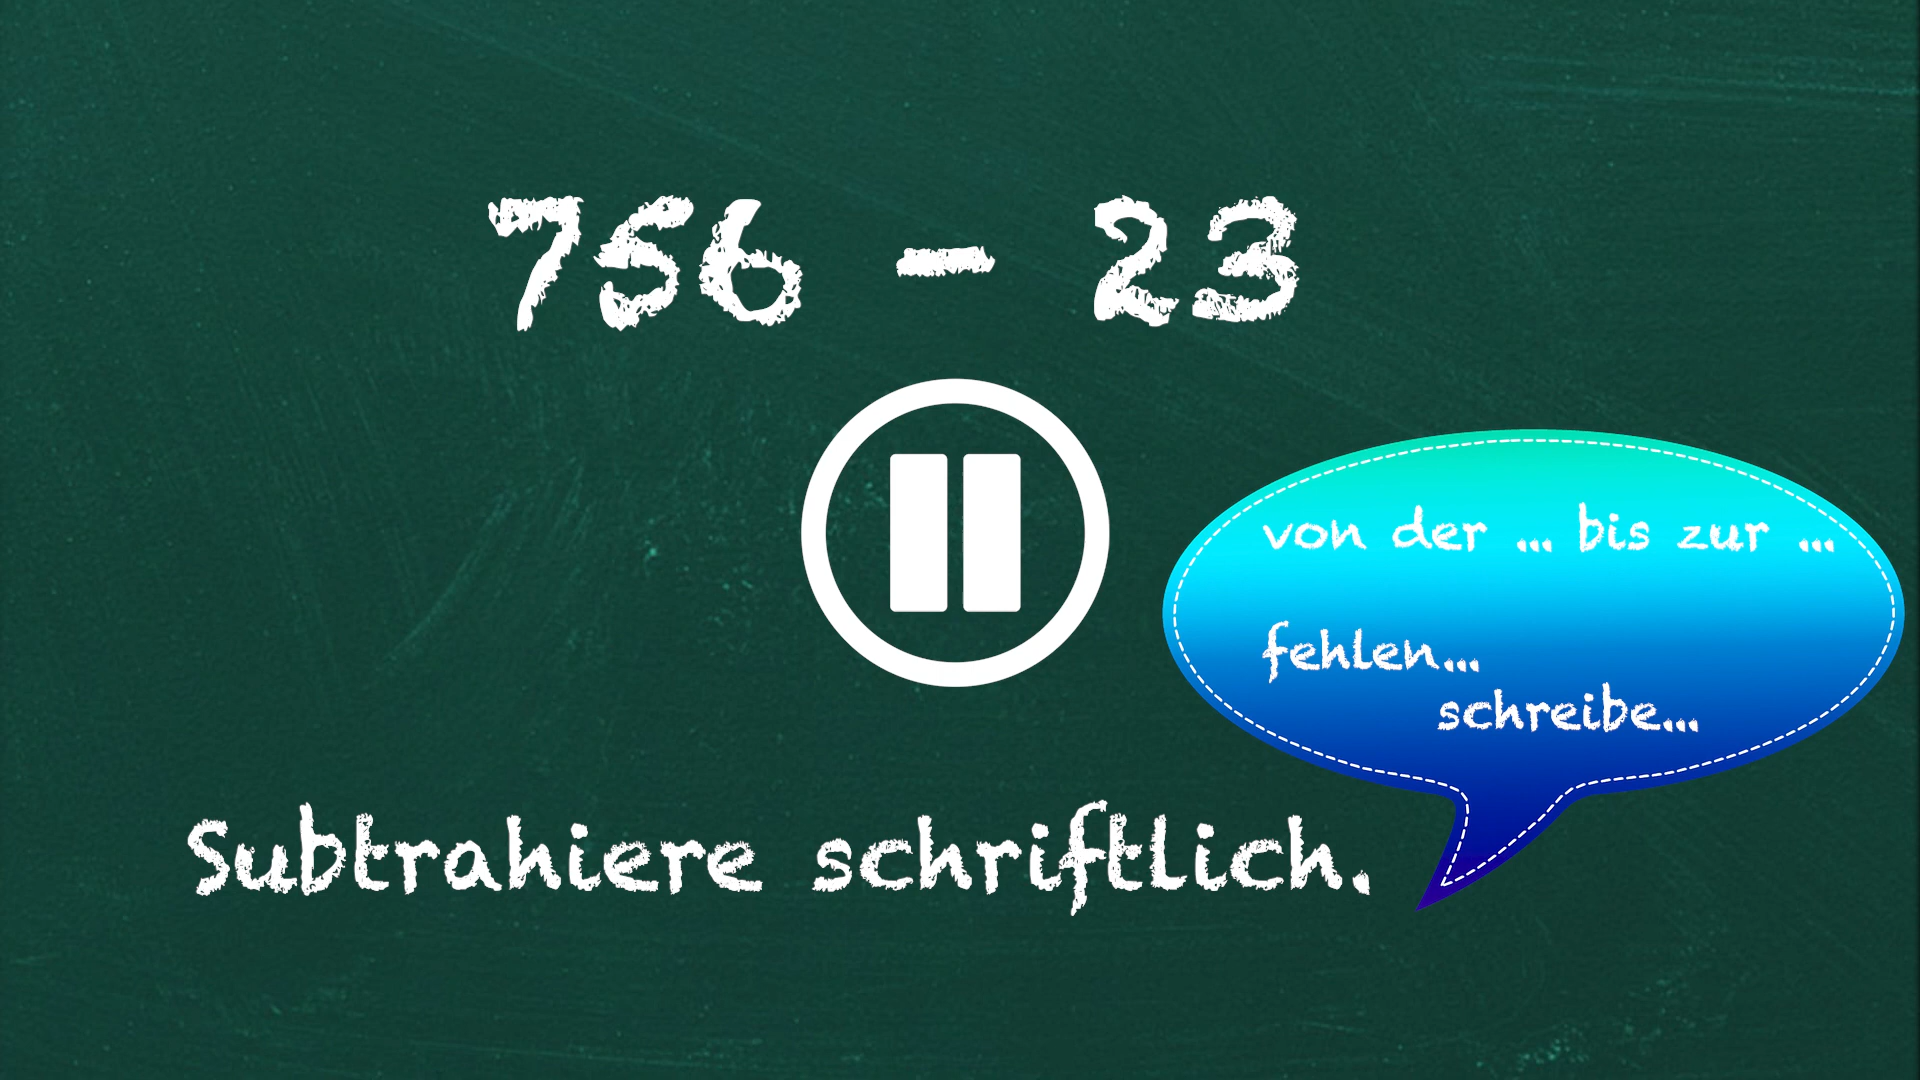 756 - 23
von der ... bis zur ...
fehlen...
schreibe...
Subtrahiere schriftlich.